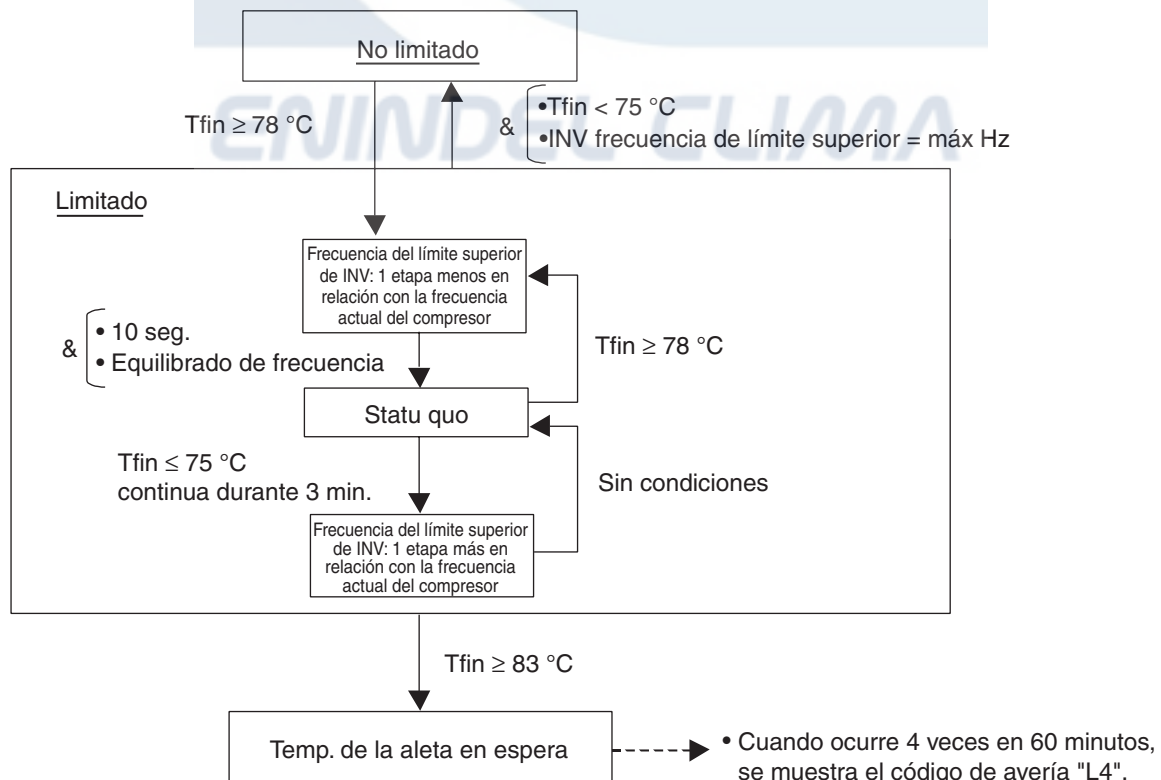 No limitado
ENINDEL CLIMA
Tfin ≥ 78 °C
&
•Tfin < 75 °C
•INV frecuencia de límite superior = máx Hz
Limitado
Frecuencia del límite superior
de INV: 1 etapa menos en
relación con la frecuencia
actual del compresor
&
• 10 seg.
• Equilibrado de frecuencia
Tfin ≥ 78 °C
Statu quo
Tfin ≤ 75 °C
continua durante 3 min.
Sin condiciones
Frecuencia del límite superior
de INV: 1 etapa más en
relación con la frecuencia
actual del compresor
Tfin ≥ 83 °C
Temp. de la aleta en espera
• Cuando ocurre 4 veces en 60 minutos,
se muestra el código de avería "L4".